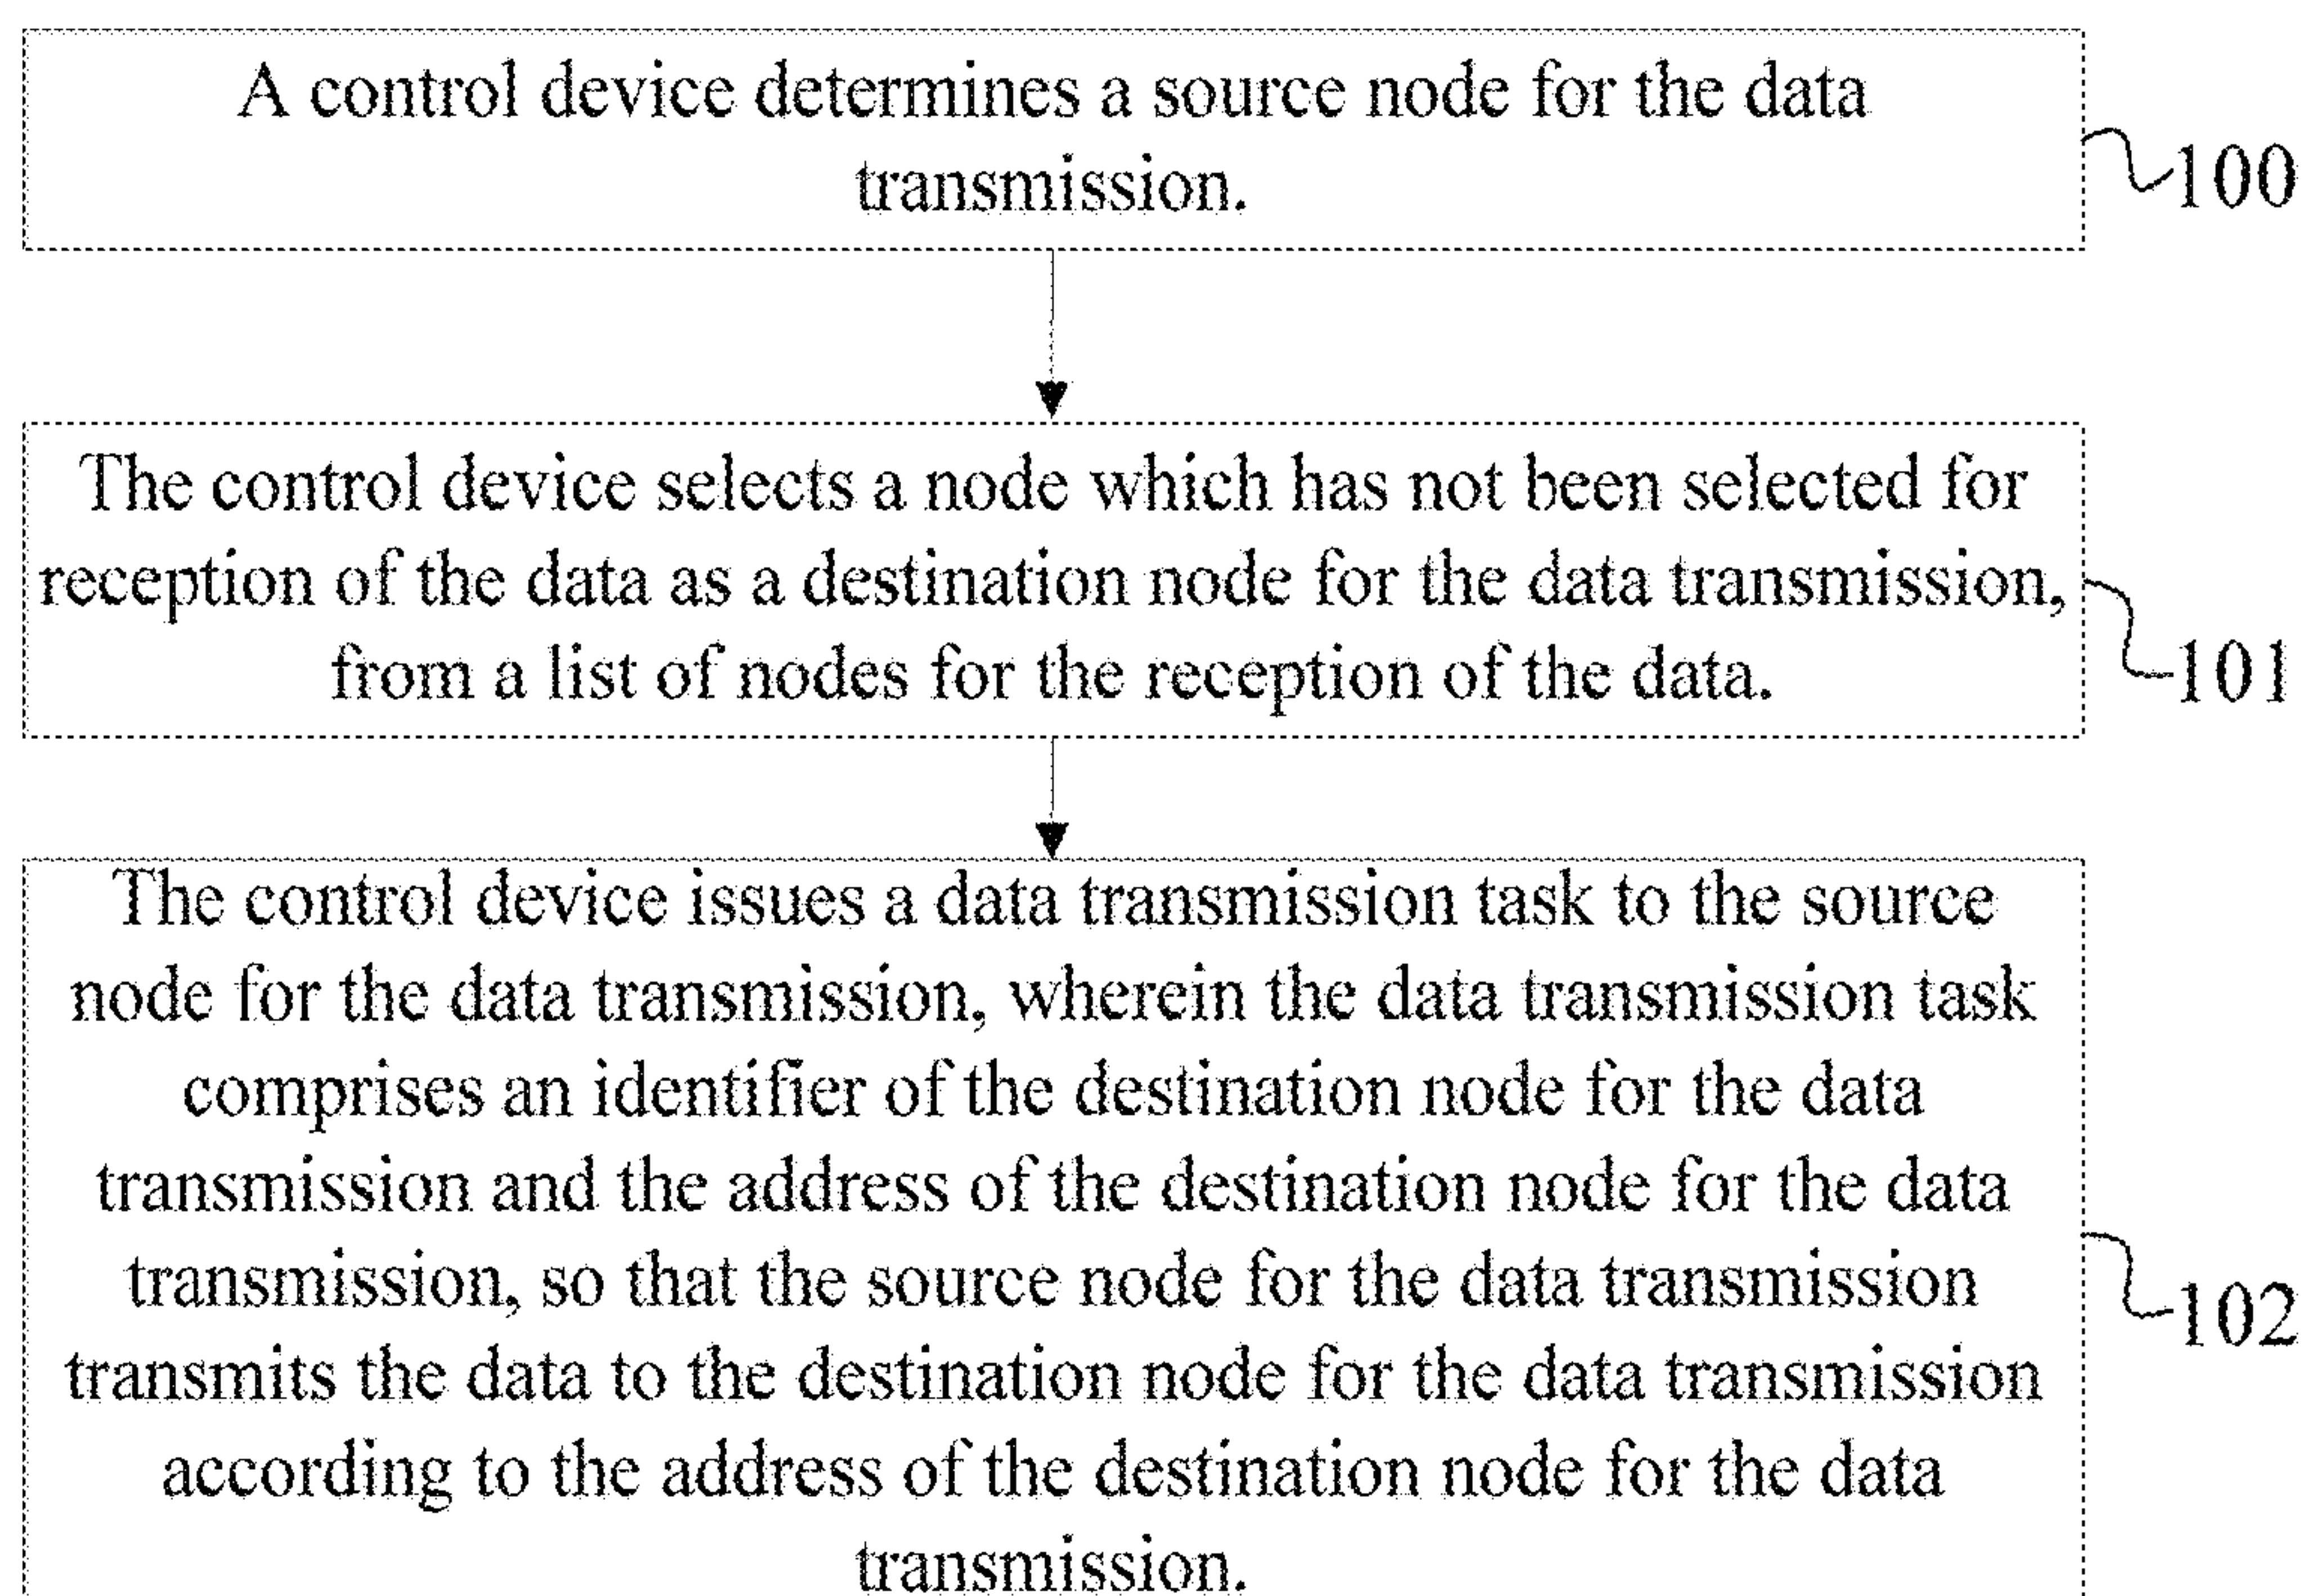 A control device determines a source node for the data
transmission.
100
The control device selects a node which has not been selected for
reception of the data as a destination node for the data transmission,
from a list of nodes for the reception of the data.
101
The control device issues a data transmission task to the source
node for the data transmission, wherein the data transmission task
comprises an identifier of the destination node for the data
transmission and the address of the destination node for the data
transmission, so that the source node for the data transmission
transmits the data to the destination node for the data transmission
according to the address of the destination node for the data
transmission.
102